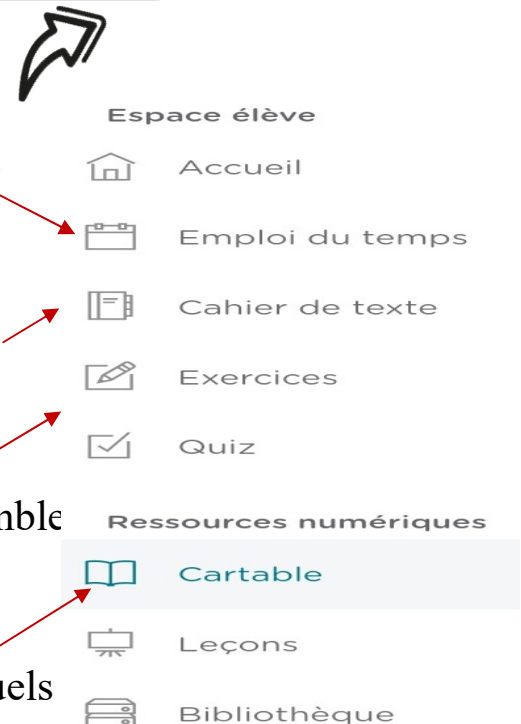 Espace élève
Accueil
Emploi du temps
Cahier de texte
Exercices
Quiz
Ressources numériques
Cartable
Leçons
Bibliothèque